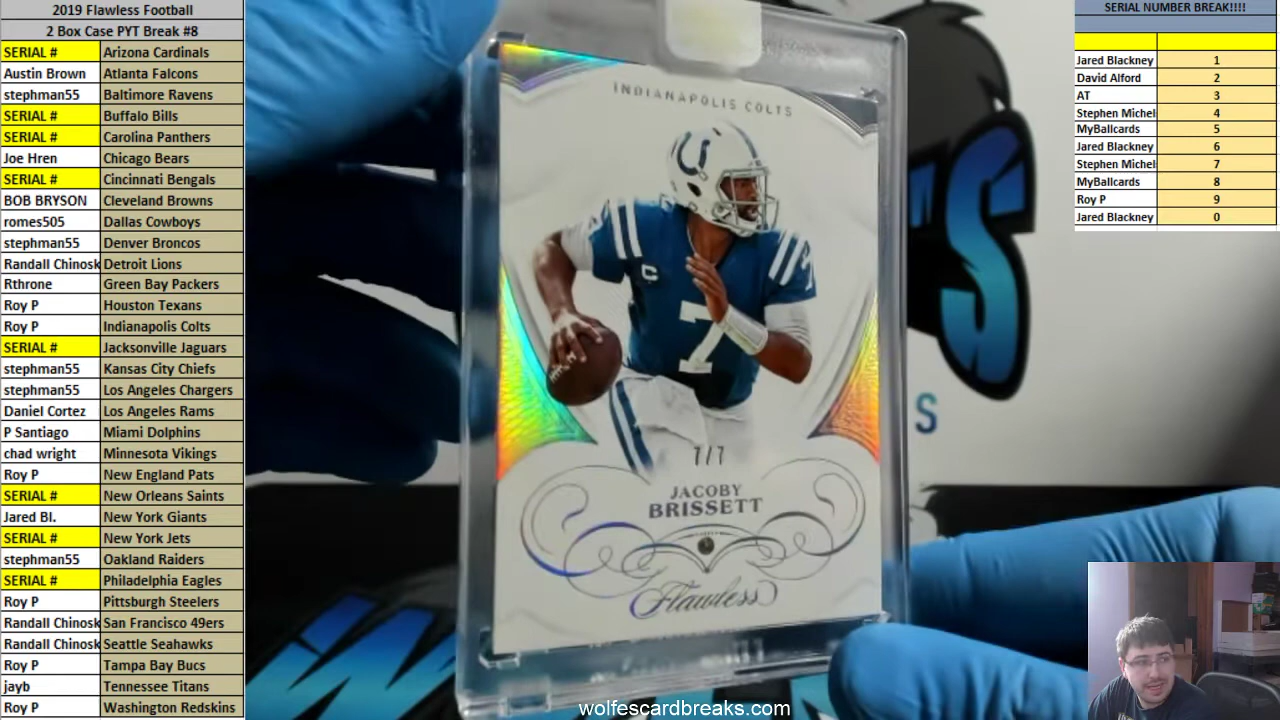 2019 Flawless Football
2 Box Case PYT Break #8
SERIAL # Arizona Cardinals
Austin Brown Atlanta Falcons
stephman55 Baltimore Ravens
SERIAL # Buffalo Bills
SERIAL # Carolina Panthers
Joe Hren Chicago Bears
SERIAL # Cincinnati Bengals
BOB BRYSON Cleveland Browns
romes505 Dallas Cowboys
stephman55 Denver Broncos
Randall Chinosk Detroit Lions
Rthrone Green Bay Packers
Roy P Houston Texans
Roy P Indianapolis Colts
SERIAL # Jacksonville Jaguars
stephman55 Kansas City Chiefs
stephman55 Los Angeles Chargers
Daniel Cortez Los Angeles Rams
P Santiago Miami Dolphins
chad wright Minnesota Vikings
Roy P New England Pats
SERIAL # New Orleans Saints
Jared Bl. New York Giants
SERIAL # New York Jets
stephman55 Oakland Raiders
SERIAL # Philadelphia Eagles
Roy P Pittsburgh Steelers
Randall Chinosk San Francisco 49ers
Randall Chinosk Seattle Seahawks
Roy P Tampa Bay Bucs
jayb Tennessee Titans
Roy P Washington Redskins
INDIANAPOLIS COLTS
C
7
7/7
JACOBY
BRISSETT
Flawless
'S
S
W
wolfescardbreaks.com
SERIAL NUMBER BREAK!!!!
Jared Blackney 1
David Alford 2
AT 3
Stephen Michel 4
MyBallcards 5
Jared Blackney 6
Stephen Michel 7
MyBallcards 8
Roy P 9
Jared Blackney 0